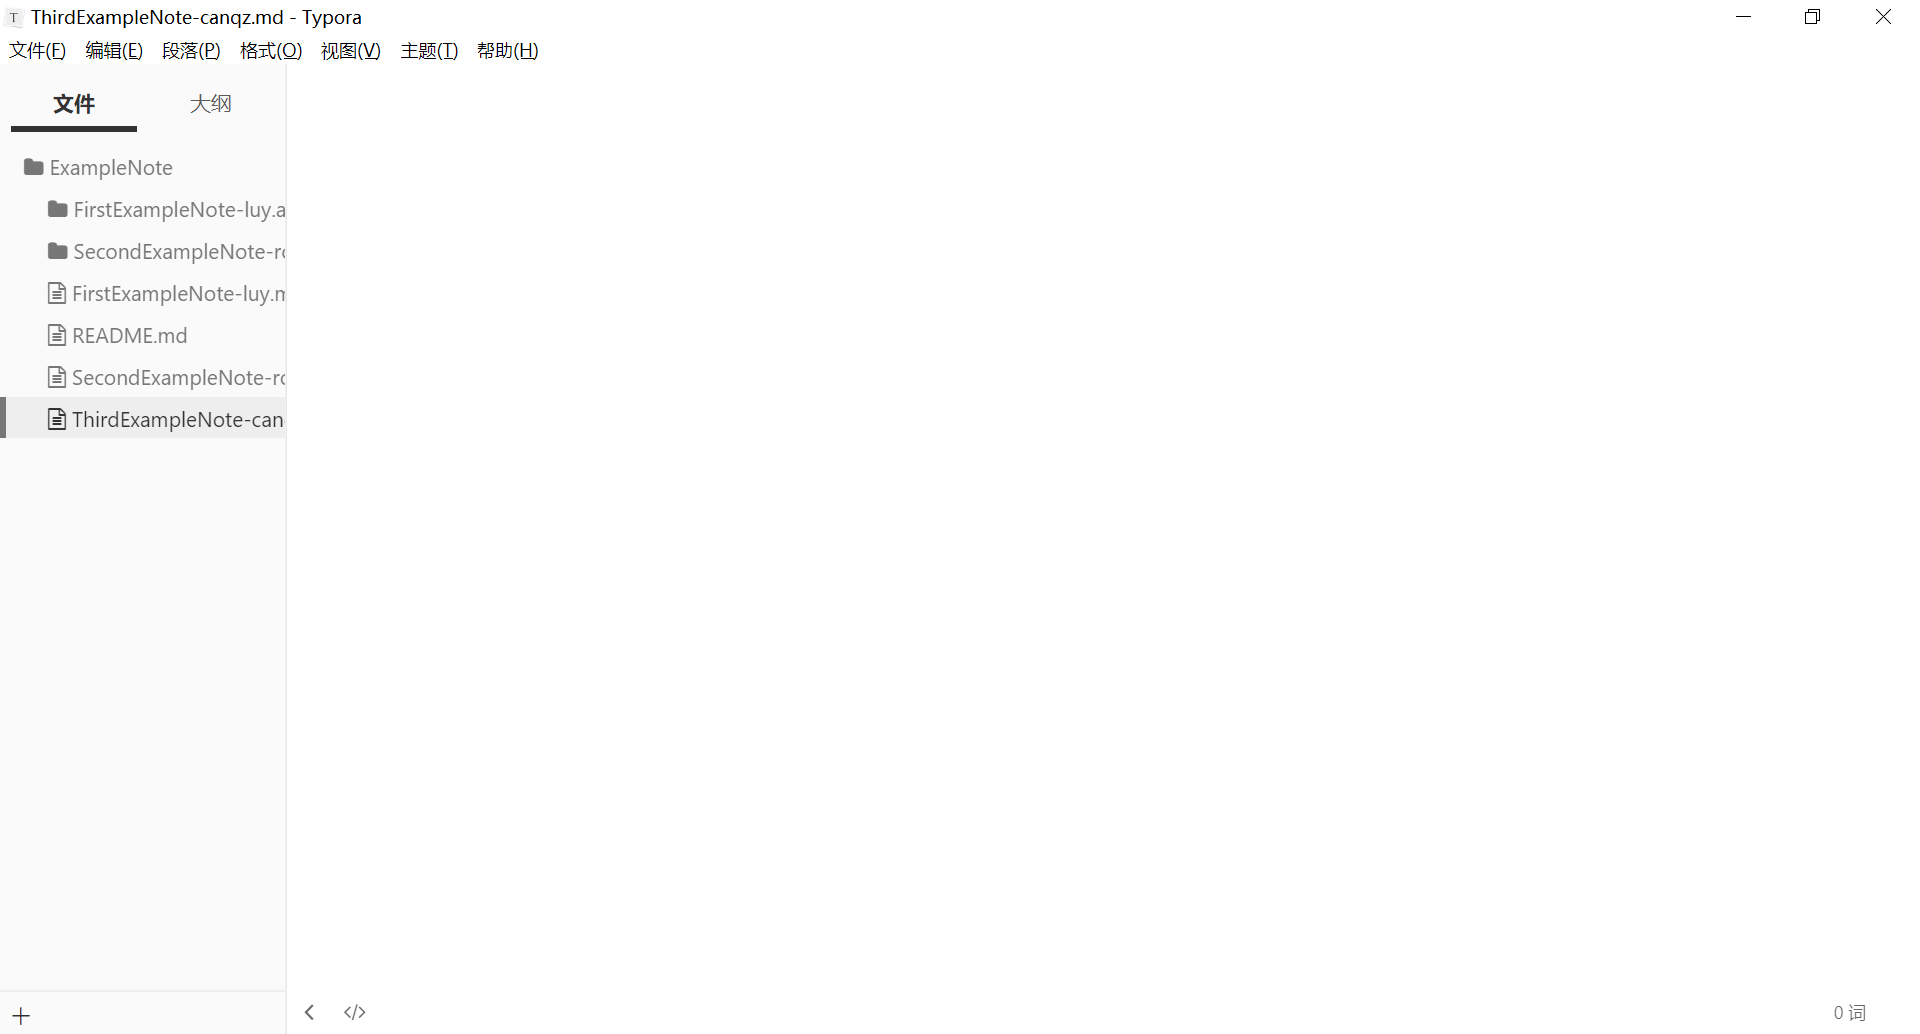 ThirdExampleNote-canqz.md - Typora
文件(F) 编辑(E) 段落(P) 格式(O) 视图(V) 主题(T) 帮助(H)
文件 大纲
ExampleNote
FirstExampleNote-luy.a
SecondExampleNote-r
FirstExampleNote-luy.m
README.md
SecondExampleNote-r
ThirdExampleNote-can
</> 0 词